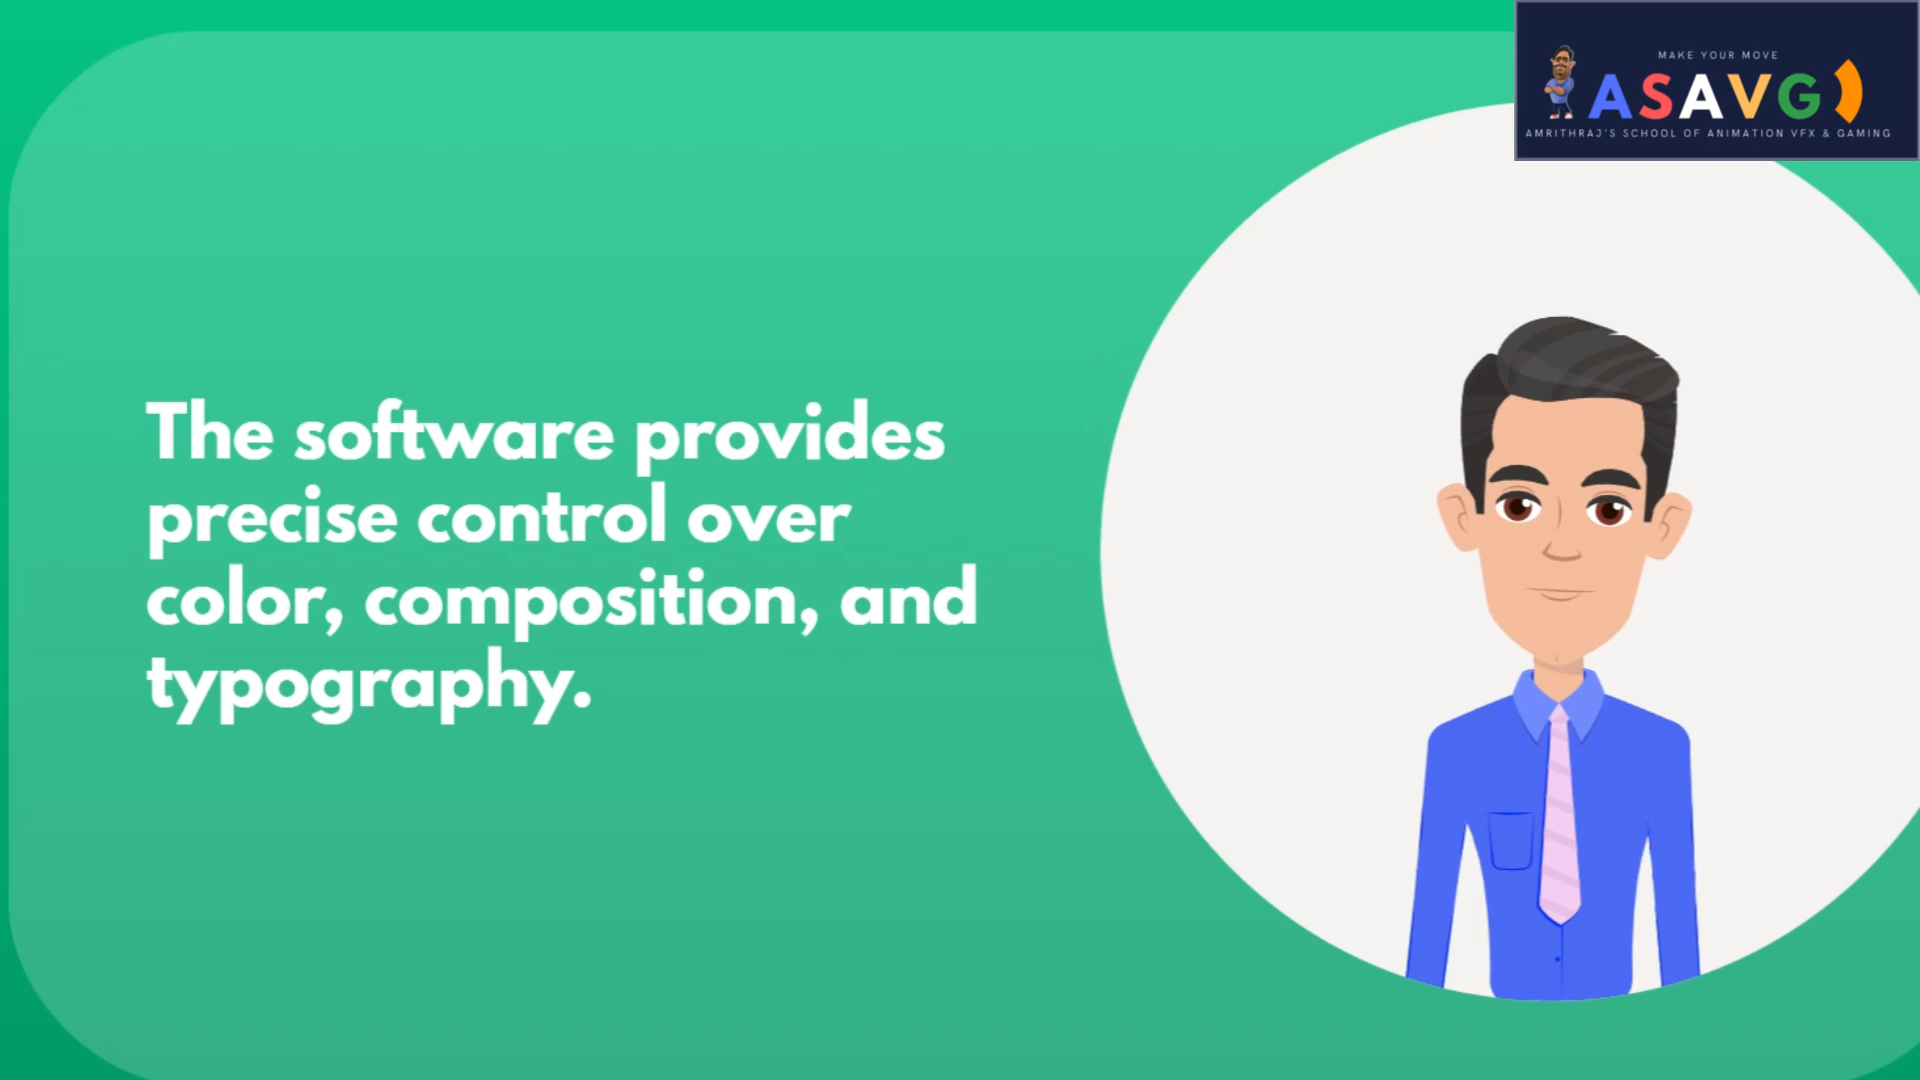 MAKE YOUR MOVE
ASAVG
AMRITHRAJ'S SCHOOL OF ANIMATION VFX & GAMING
The software provides
precise control over
color, composition, and
typography.